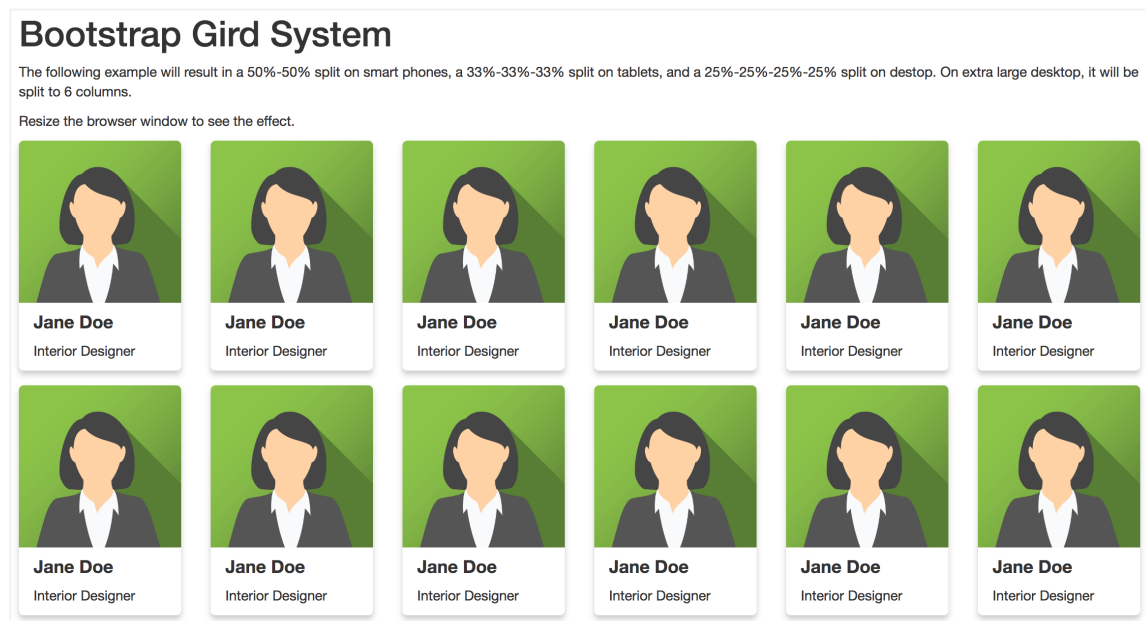 Bootstrap Gird System
The following example will result in a 50%-50% split on smart phones, a 33%-33%-33% split on tablets, and a 25%-25%-25%-25% split on destop. On extra large desktop, it will be
split to 6 columns.
Resize the browser window to see the effect.
Jane Doe Jane Doe Jane Doe Jane Doe Jane Doe Jane Doe
Interior Designer Interior Designer Interior Designer Interior Designer Interior Designer Interior Designer
Jane Doe Jane Doe Jane Doe Jane Doe Jane Doe Jane Doe
Interior Designer Interior Designer Interior Designer Interior Designer Interior Designer Interior Designer